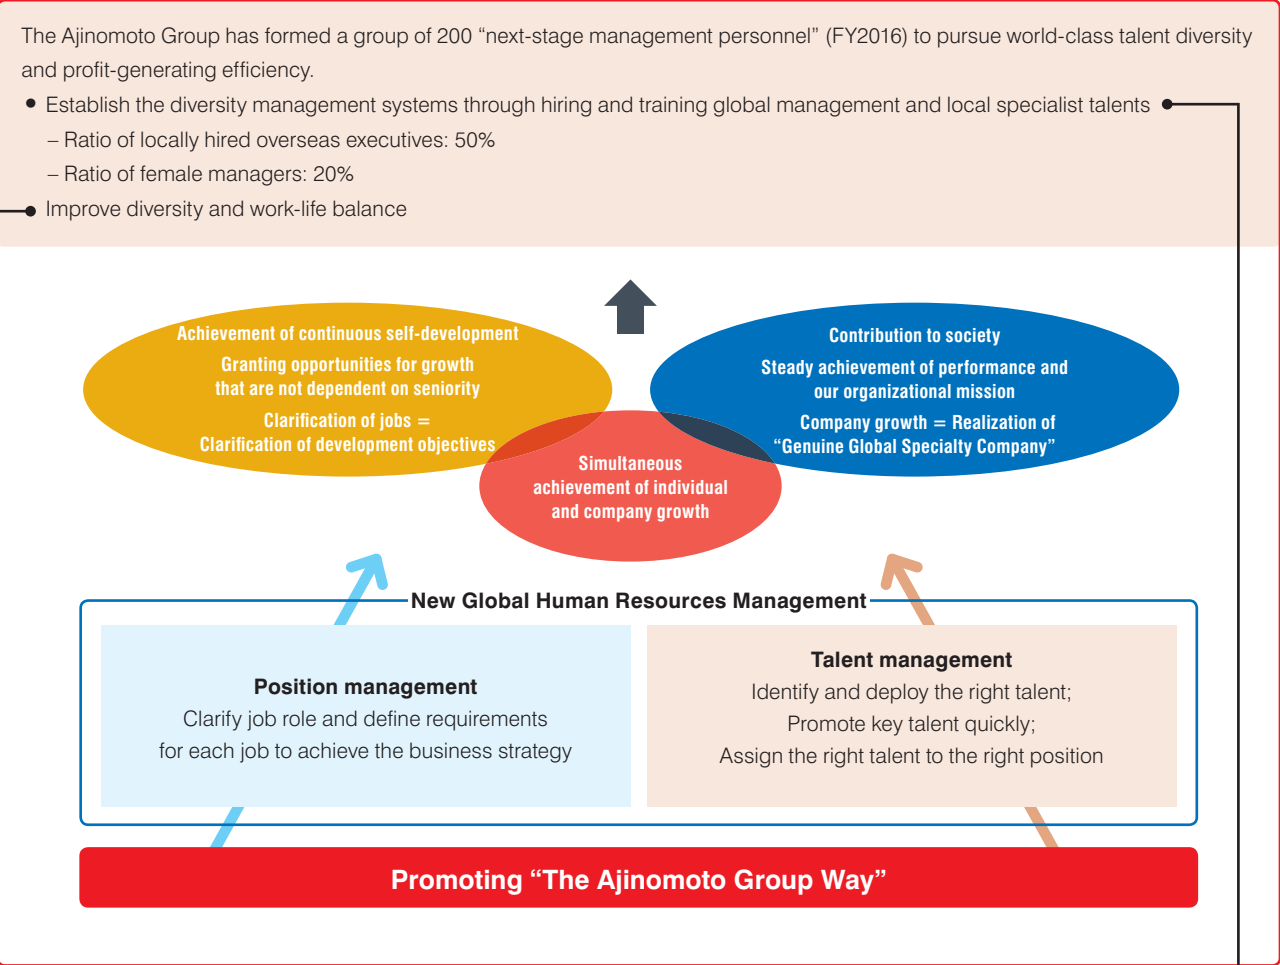 The Ajinomoto Group has formed a group of 200 “next-stage management personnel” (FY2016) to pursue world-class talent diversity
and profit-generating efficiency.
• Establish the diversity management systems through hiring and training global management and local specialist talents
– Ratio of locally hired overseas executives: 50%
– Ratio of female managers: 20%
• Improve diversity and work-life balance
Achievement of continuous self-development
Granting opportunities for growth
that are not dependent on seniority
Clarification of jobs =
Clarification of development objectives
Contribution to society
Steady achievement of performance and
our organizational mission
Company growth = Realization of
“Genuine Global Specialty Company”
Simultaneous
achievement of individual
and company growth
New Global Human Resources Management
Position management
Clarify job role and define requirements
for each job to achieve the business strategy
Talent management
Identify and deploy the right talent;
Promote key talent quickly;
Assign the right talent to the right position
Promoting “The Ajinomoto Group Way”